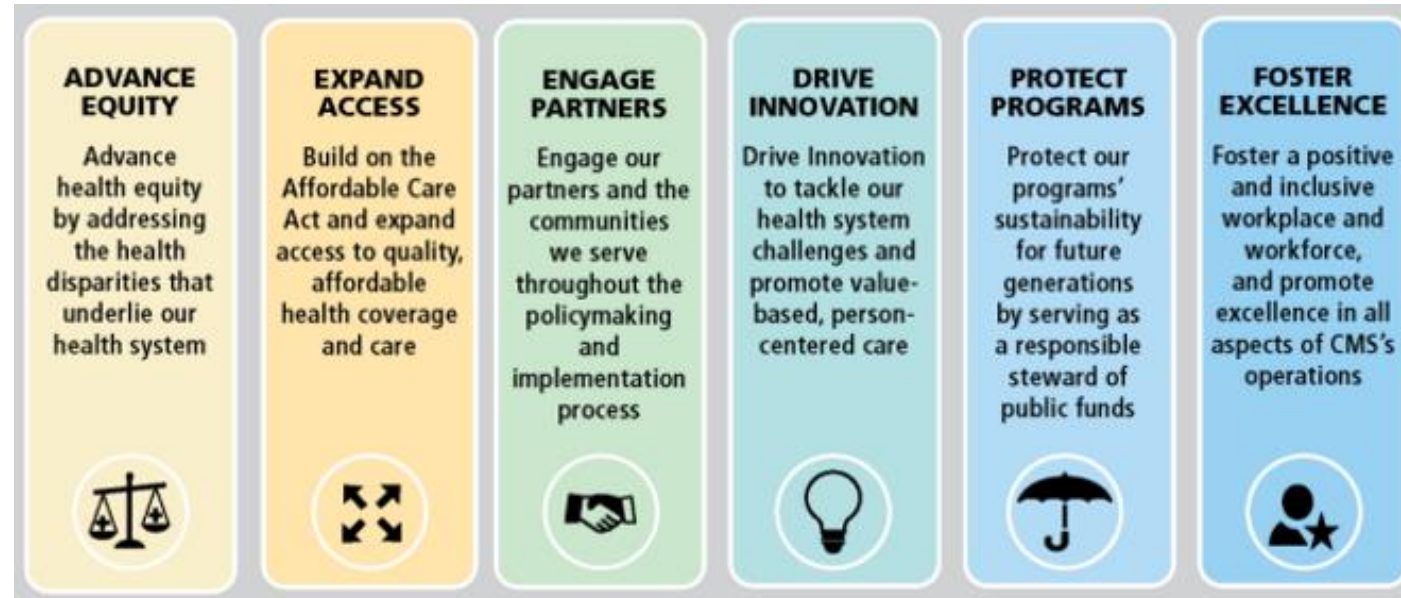 ADVANCE
EQUITY
Advance
health equity
by addressing
the health
disparities that
underlie our
health system
EXPAND
ACCESS
Build on the
Affordable Care
Act and expand
access to quality,
affordable
health coverage
and care
ENGAGE
PARTNERS
Engage our
partners and the
communities
we serve
throughout the
policymaking
and
implementation
process
DRIVE
INNOVATION
Drive Innovation
to tackle our
health system
challenges and
promote value-
based, person-
centered care
PROTECT
PROGRAMS
Protect our
programs’
sustainability
for future
generations
by serving as
a responsible
steward of
public funds
FOSTER
EXCELLENCE
Foster a positive
and inclusive
workplace and
workforce,
and promote
excellence in all
aspects of CMS’s
operations